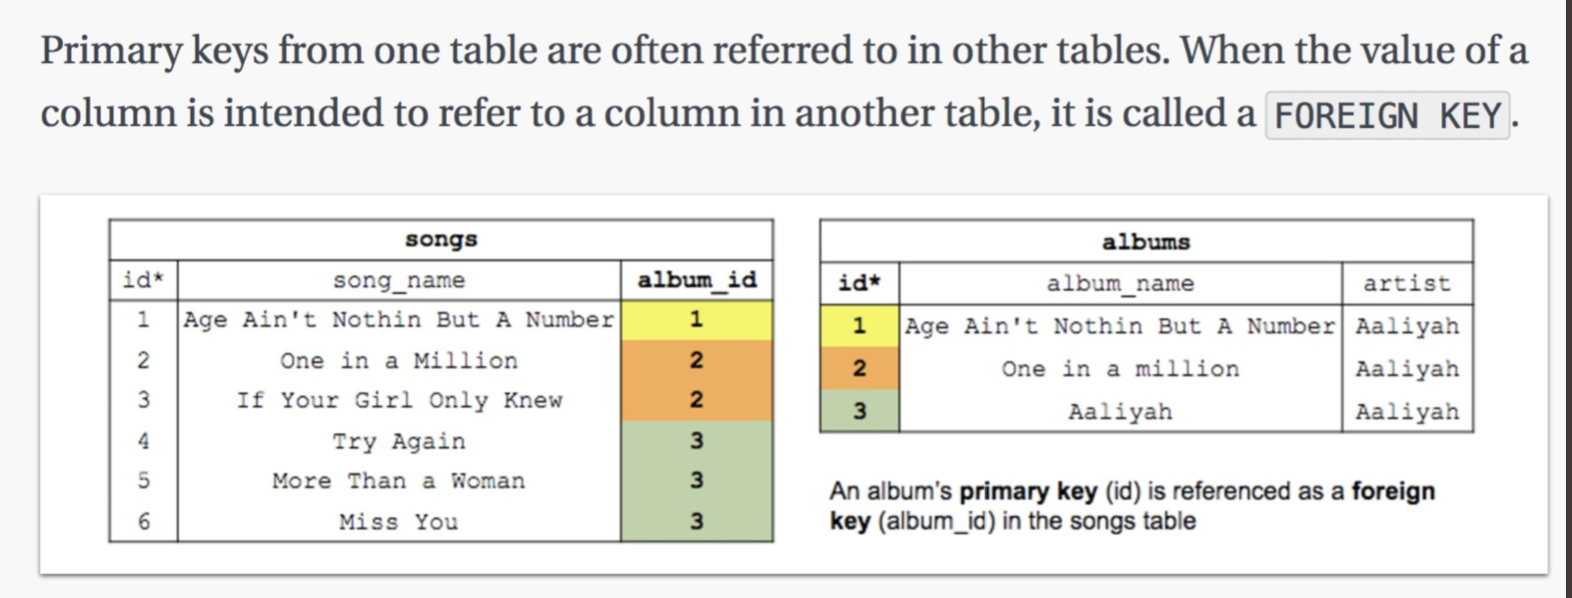 Primary keys from one table are often referred to in other tables. When the value of a
column is intended to refer to a column in another table, it is called a FOREIGN KEY.
songs
id* song_name album_id
1 Age Ain't Nothin But A Number 1
2 One in a Million 2
3 If Your Girl Only Knew 2
4 Try Again 3
5 More Than a Woman 3
6 Miss You 3
albums
id* album_name artist
1 Age Ain't Nothin But A Number Aaliyah
2 One in a million Aaliyah
3 Aaliyah Aaliyah
An album's primary key (id) is referenced as a foreign
key (album_id) in the songs table